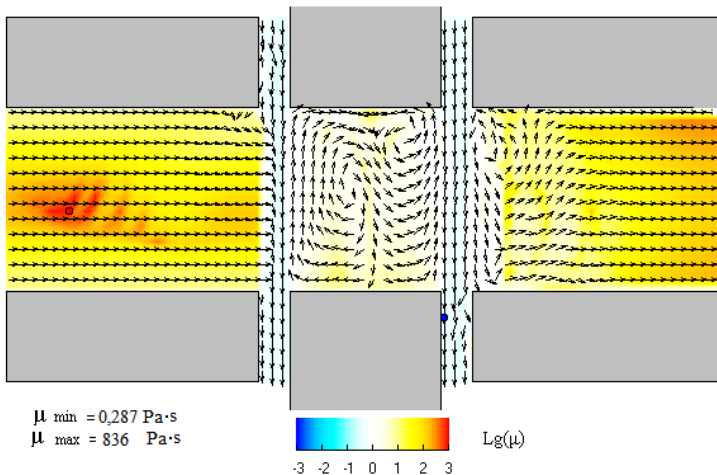 μ min = 0,287 Pa·s
μ max = 836 Pa·s
Lg(μ)
-3 -2 -1 0 1 2 3